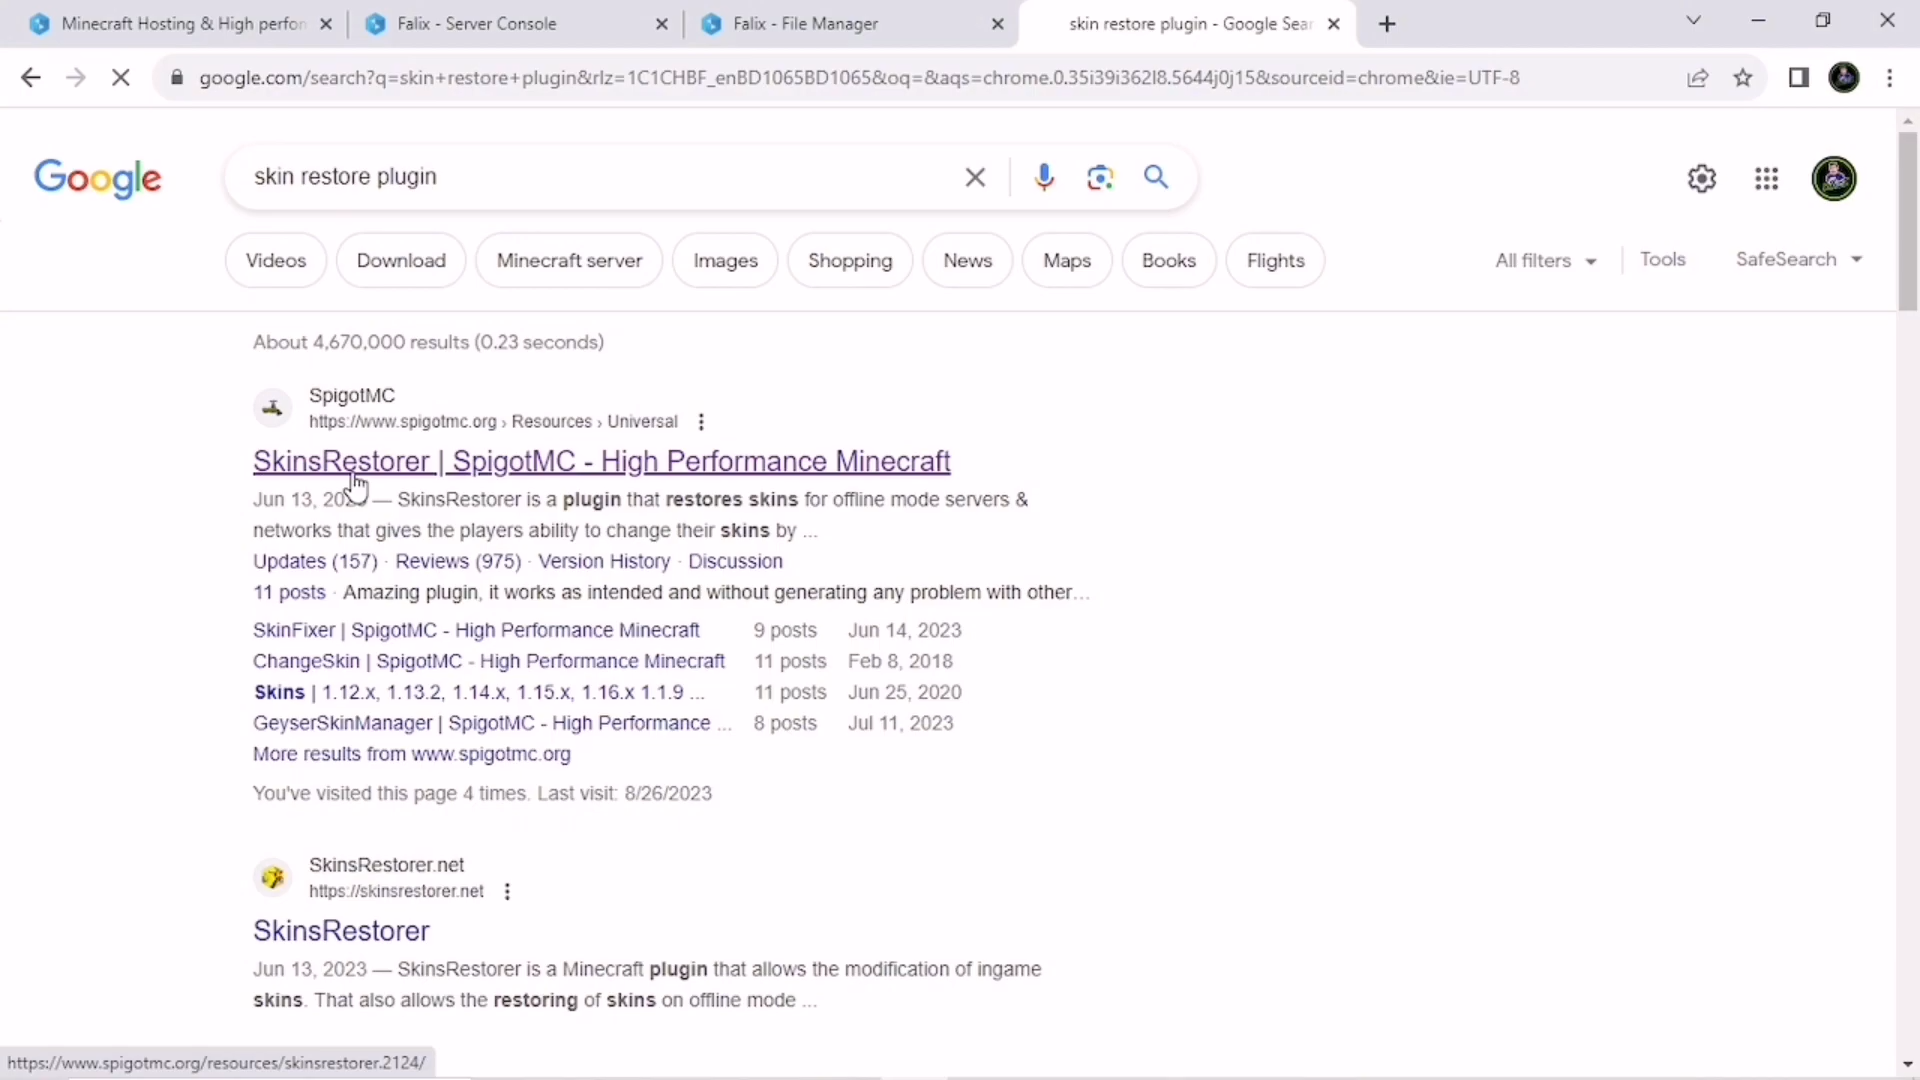 Minecraft Hosting & High perfon
Falix - Server Console
Falix - File Manager
skin restore plugin - Google Sear
google.com/search?q=skin+restore+plugin&rlz=1C1CHBF_enBD1065BD1065&oq=&aqs=chrome.0.35i39i362l8.5644j0j15&sourceid=chrome&ie=UTF-8
Google
skin restore plugin
Videos
Download
Minecraft server
Images
Shopping
News
Maps
Books
Flights
All filters
Tools
SafeSearch
About 4,670,000 results (0.23 seconds)
SpigotMC
https://www.spigotmc.org › Resources › Universal
SkinsRestorer | SpigotMC - High Performance Minecraft
Jun 13, — SkinsRestorer is a plugin that restores skins for offline mode servers &
networks that gives the players ability to change their skins by ...
Updates (157) · Reviews (975) · Version History · Discussion
11 posts · Amazing plugin, it works as intended and without generating any problem with other...
SkinFixer | SpigotMC - High Performance Minecraft 9 posts Jun 14, 2023
ChangeSkin | SpigotMC - High Performance Minecraft 11 posts Feb 8, 2018
Skins | 1.12.x, 1.13.2, 1.14.x, 1.15.x, 1.16.x 1.1.9 ... 11 posts Jun 25, 2020
GeyserSkinManager | SpigotMC - High Performance ... 8 posts Jul 11, 2023
More results from www.spigotmc.org
You've visited this page 4 times. Last visit: 8/26/2023
SkinsRestorer.net
https://skinsrestorer.net
SkinsRestorer
Jun 13, 2023 — SkinsRestorer is a Minecraft plugin that allows the modification of ingame
skins. That also allows the restoring of skins on offline mode ...
https://www.spigotmc.org/resources/skinsrestorer.2124/